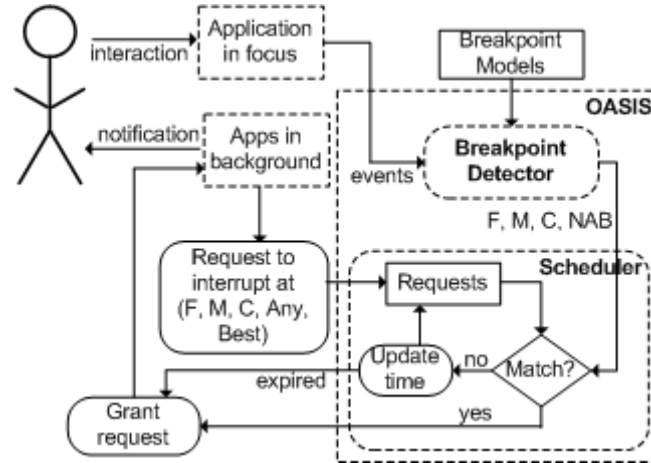 Application
in focus
interaction
Breakpoint
Models
OASIS
notification
Apps in
background
events
Breakpoint
Detector
F, M, C, NAB
Request to
interrupt at
(F, M, C, Any,
Best)
Scheduler
Requests
Update
time
no
Match?
expired
Grant
request
yes